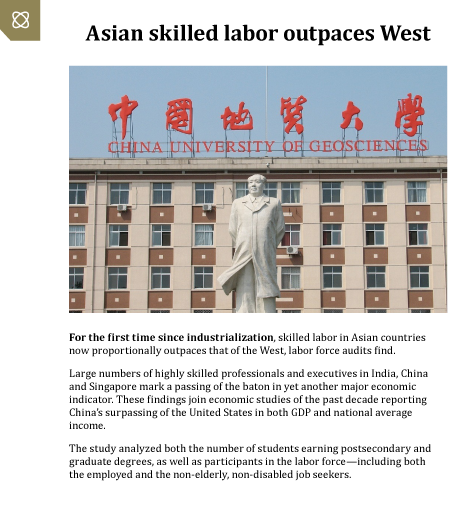 Asian skilled labor outpaces West
中国地质大学
CHINA UNIVERSITY OF GEOSCIENCES
For the first time since industrialization, skilled labor in Asian countries
now proportionally outpaces that of the West, labor force audits find.
Large numbers of highly skilled professionals and executives in India, China
and Singapore mark a passing of the baton in yet another major economic
indicator. These findings join economic studies of the past decade reporting
China's surpassing of the United States in both GDP and national average
income.
The study analyzed both the number of students earning postsecondary and
graduate degrees, as well as participants in the labor force—including both
the employed and the non-elderly, non-disabled job seekers.